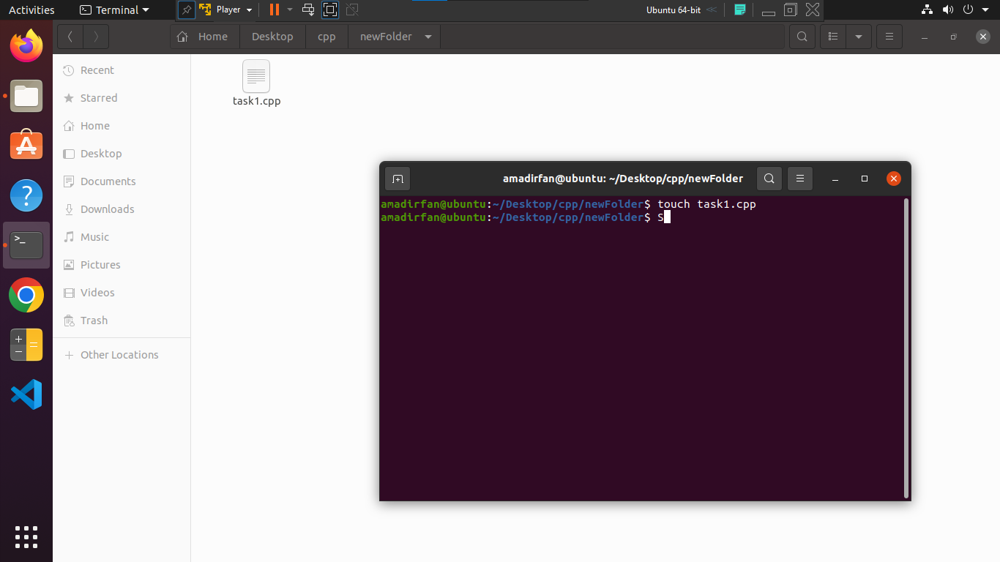 Activities Terminal Player Ubuntu 64-bit
Home Desktop cpp newFolder
Recent
Starred
Home
Desktop
Documents
Downloads
Music
Pictures
Videos
Trash
Other Locations
task1.cpp
amadirfan@ubuntu: ~/Desktop/cpp/newFolder
amadirfan@ubuntu:~/Desktop/cpp/newFolder$ touch task1.cpp
amadirfan@ubuntu:~/Desktop/cpp/newFolder$ S